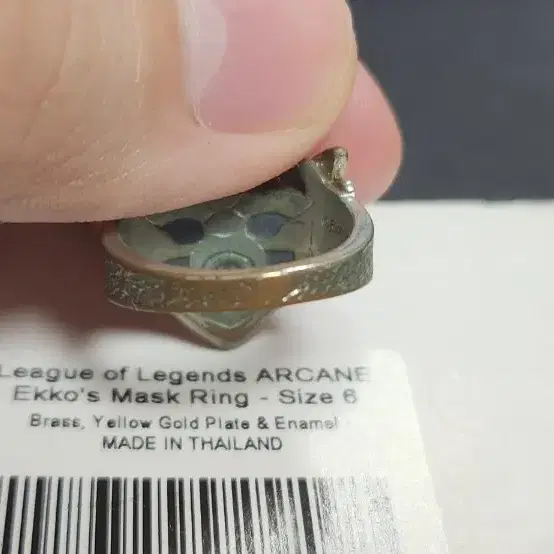 League of Legends ARCANE
Ekko's Mask Ring - Size 6
Brass, Yellow Gold Plate & Enamel
MADE IN THAILAND